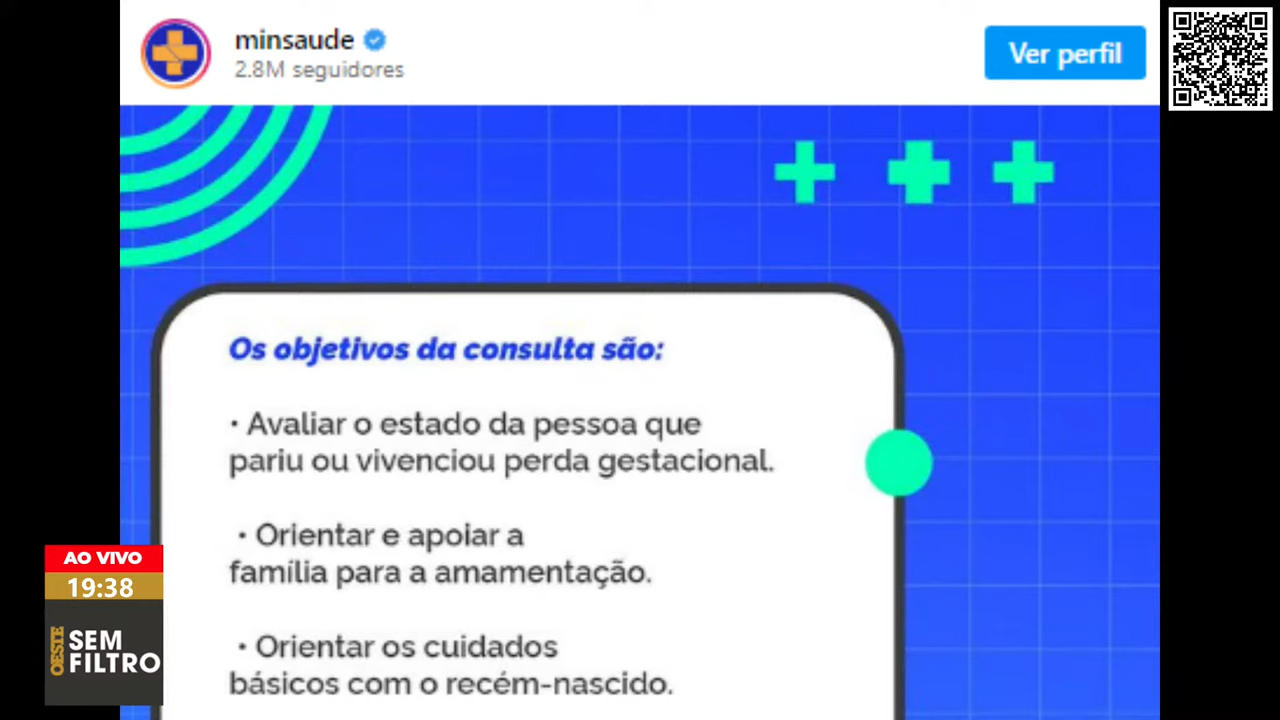 minsaude
2.8M seguidores
Ver perfil
Os objetivos da consulta são:
• Avaliar o estado da pessoa que
pariu ou vivenciou perda gestacional.
• Orientar e apoiar a
família para a amamentação.
• Orientar os cuidados
básicos com o recém-nascido.
AO VIVO
19:38
OESTE
SEM
FILTRO